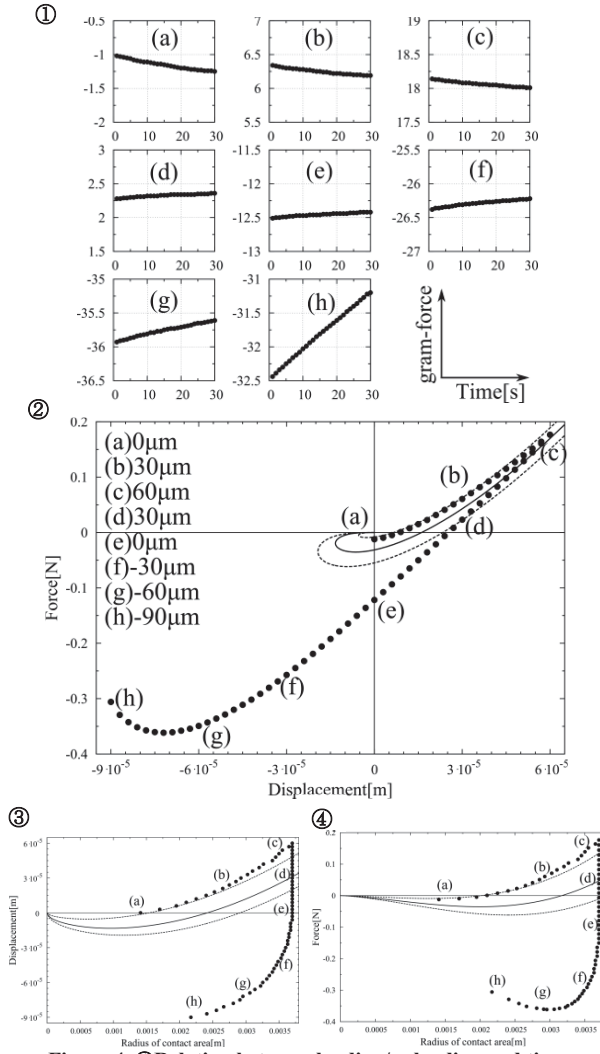 ①
-0.5
-1
-1.5
-2
(a)
0 10 20 30
7
6.5
6
5.5
(b)
0 10 20 30
19
18.5
18
17.5
(c)
0 10 20 30
3
2.5
2
1.5
(d)
0 10 20 30
-11.5
-12
-12.5
-13
(e)
0 10 20 30
-25.5
-26
-26.5
-27
(f)
0 10 20 30
-35
-35.5
-36
-36.5
(g)
0 10 20 30
-31
-31.5
-32
-32.5
(h)
0 10 20 30
gram-force
Time[s]
②
0.2
0.1
0
-0.1
-0.2
-0.3
-0.4
Force[N]
(a)0μm
(b)30μm
(c)60μm
(d)30μm
(e)0μm
(f)-30μm
(g)-60μm
(h)-90μm
(a)
(b)
(c)
(d)
(e)
(f)
(g)
(h)
-9·10⁻⁵ -6·10⁻⁵ -3·10⁻⁵ 0 3·10⁻⁵ 6·10⁻⁵
Displacement[m]
③
6·10⁻⁵
3·10⁻⁵
0
-3·10⁻⁵
-6·10⁻⁵
-9·10⁻⁵
Displacement[m]
(a)
(b)
(c)
(d)
(e)
(f)
(g)
(h)
0 0.0005 0.001 0.0015 0.002 0.0025 0.003 0.0035
Radius of contact area[m]
④
0.2
0.1
0
-0.1
-0.2
-0.3
-0.4
Force[N]
(a)
(b)
(c)
(d)
(e)
(f)
(g)
(h)
0 0.0005 0.001 0.0015 0.002 0.0025 0.003 0.0035
Radius of contact area[m]